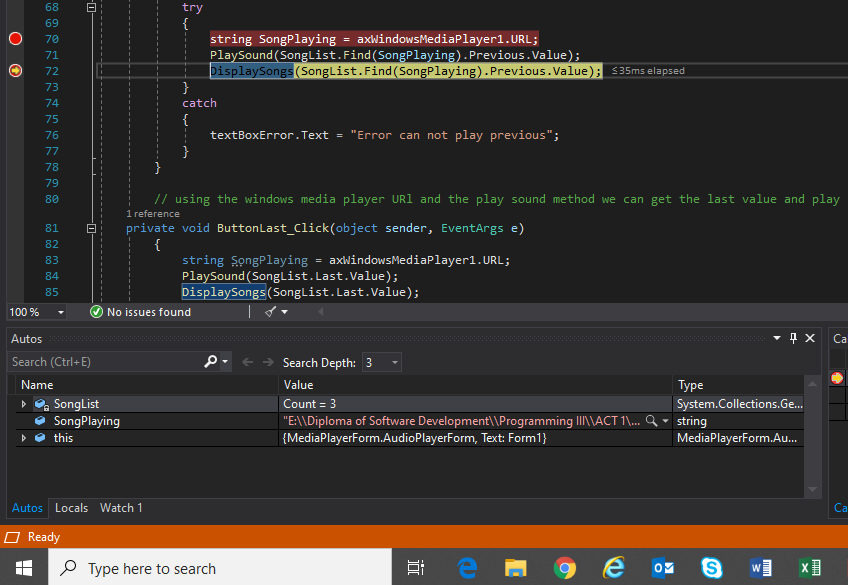 68 try
69 {
70 string SongPlaying = axWindowsMediaPlayer1.URL;
71 PlaySound(SongList.Find(SongPlaying).Previous.Value);
72 DisplaySongs(SongList.Find(SongPlaying).Previous.Value); ≤35ms elapsed
73 }
74 catch
75 {
76 textBoxError.Text = "Error can not play previous";
77 }
78 }
79
80 // using the windows media player URl and the play sound method we can get the last value and play
1 reference
81 private void ButtonLast_Click(object sender, EventArgs e)
82 {
83 string SongPlaying = axWindowsMediaPlayer1.URL;
84 PlaySound(SongList.Last.Value);
85 DisplaySongs(SongList.Last.Value);
100 % No issues found
Autos Ca
Search (Ctrl+E) Search Depth: 3
Name Value Type
SongList Count = 3 System.Collections.Ge...
SongPlaying "E:\\Diploma of Software Development\\Programming III\\ACT 1\... string
this {MediaPlayerForm.AudioPlayerForm, Text: Form1} MediaPlayerForm.Au...
Autos Locals Watch 1 Ca
Ready
Type here to search